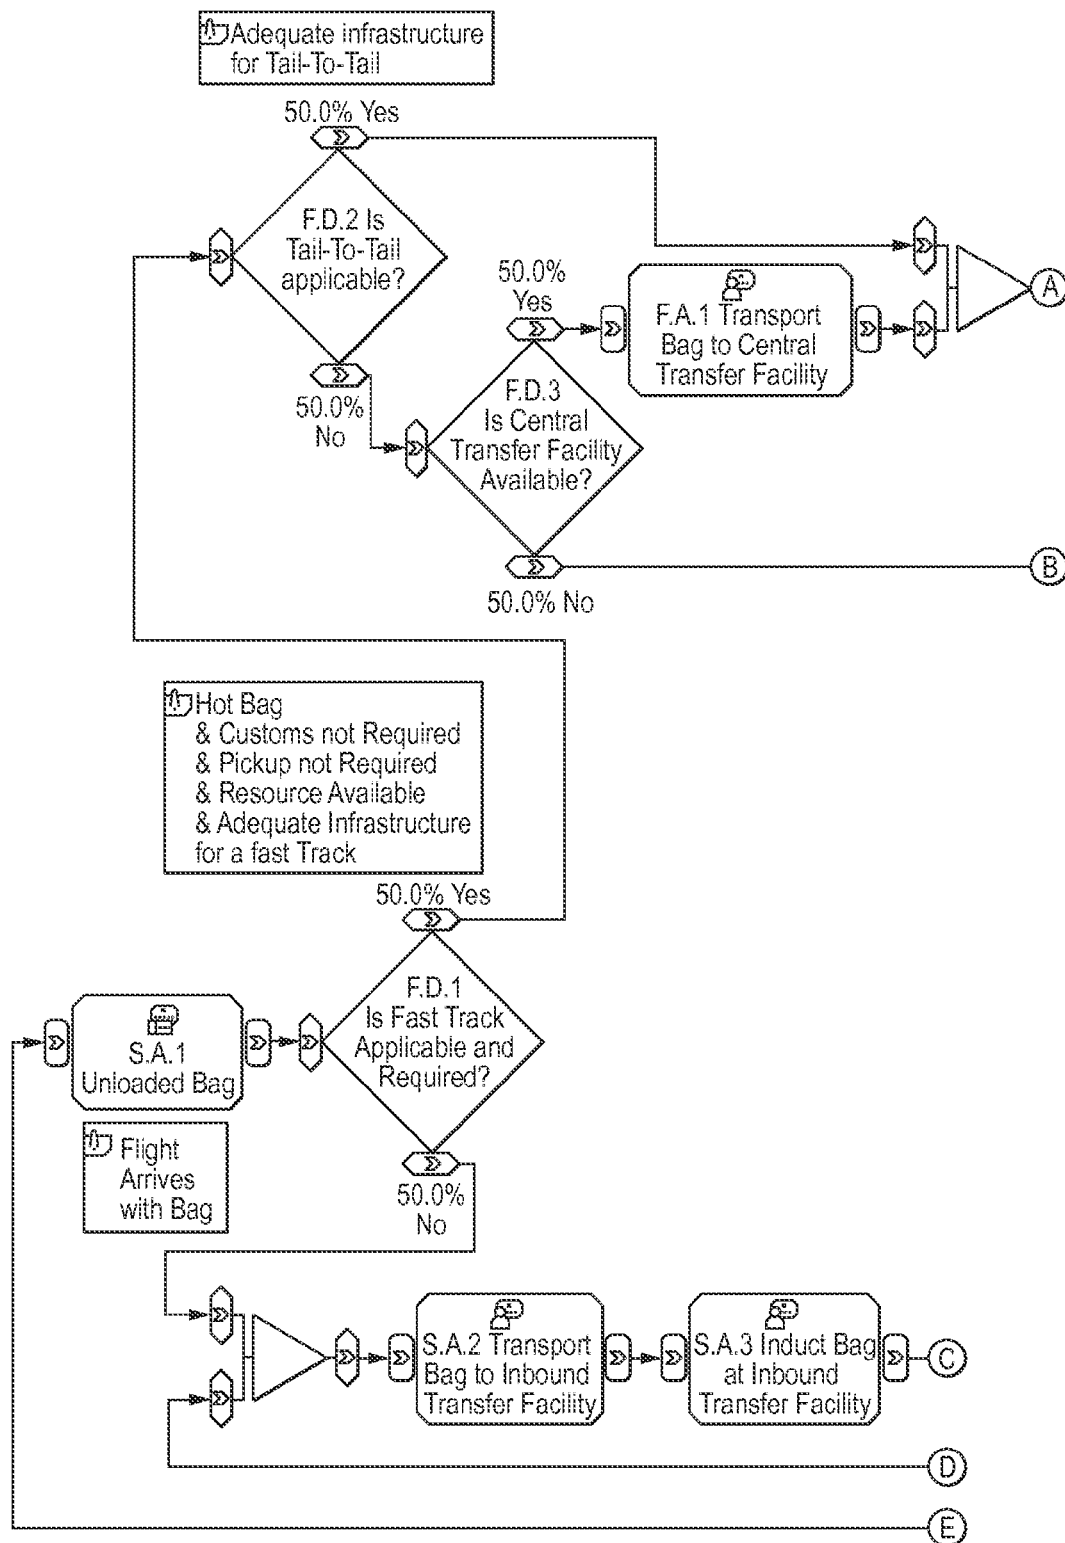 Adequate infrastructure
for Tail-To-Tail
50.0% Yes
F.D.2 Is
Tail-To-Tail
applicable?
50.0%
No
50.0%
Yes
F.D.3
Is Central
Transfer Facility
Available?
50.0% No
F.A.1 Transport
Bag to Central
Transfer Facility
A
B
Hot Bag
& Customs not Required
& Pickup not Required
& Resource Available
& Adequate Infrastructure
for a fast Track
50.0% Yes
F.D.1
Is Fast Track
Applicable and
Required?
50.0%
No
S.A.1
Unloaded Bag
Flight
Arrives
with Bag
S.A.2 Transport
Bag to Inbound
Transfer Facility
S.A.3 Induct Bag
at Inbound
Transfer Facility
C
D
E